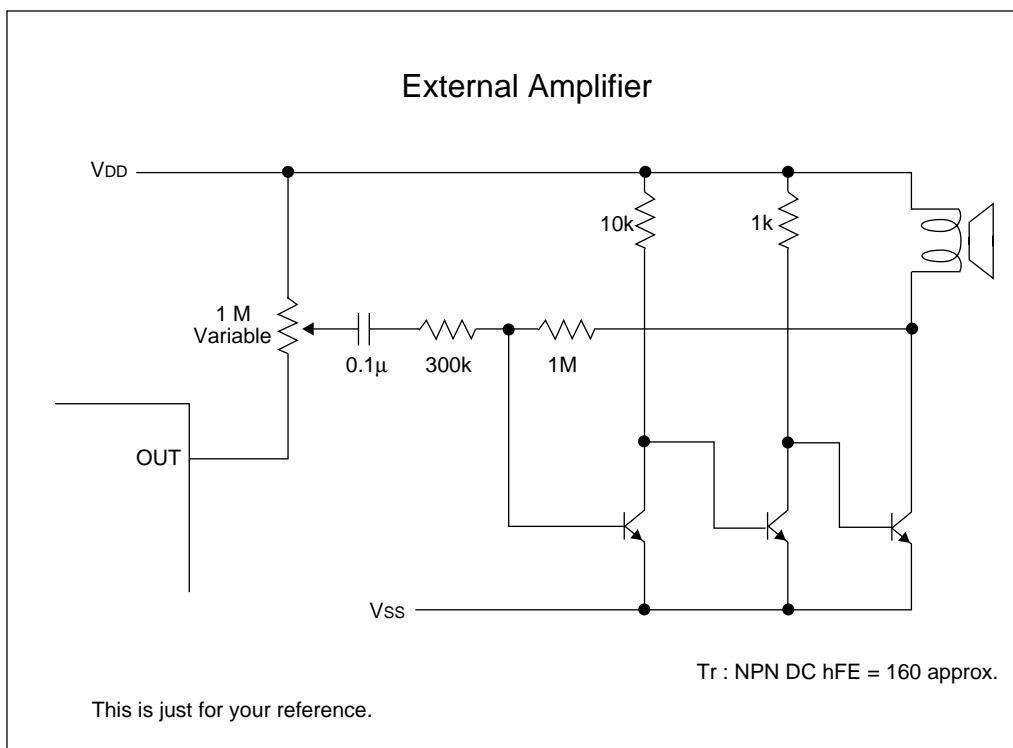 External Amplifier
VDD
10k
1k
1 M
Variable
0.1μ
300k
1M
OUT
VSS
Tr : NPN DC hFE = 160 approx.
This is just for your reference.